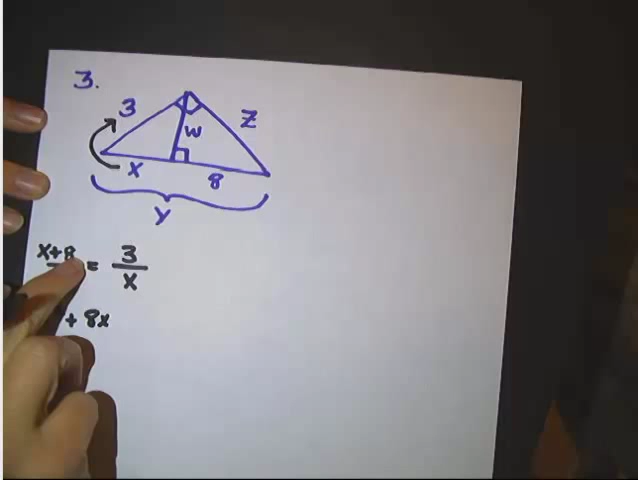 3.
3 Z
W
x 8
y
x+8 = 3
x
+ 8x